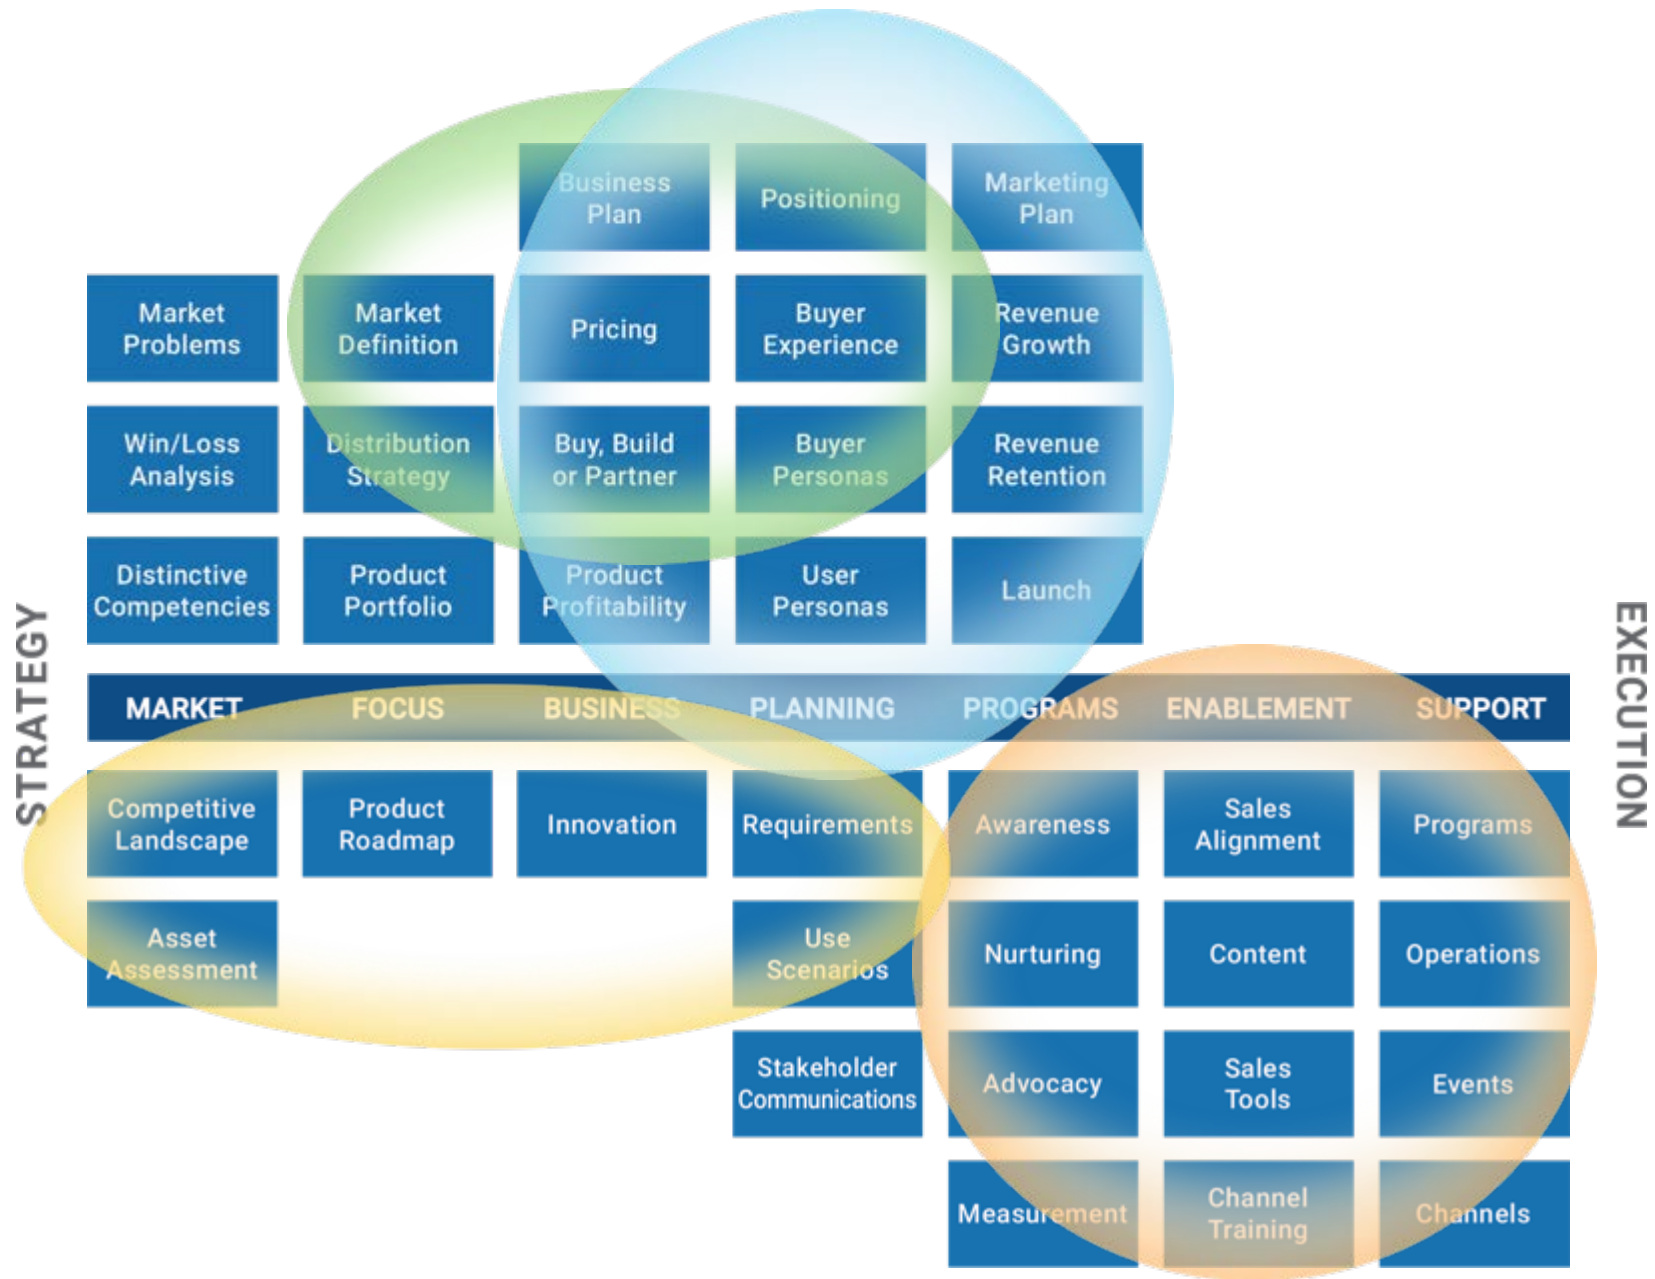 Business
Plan
Positioning
Marketing
Plan
Market
Problems
Market
Definition
Pricing
Buyer
Experience
Revenue
Growth
Win/Loss
Analysis
Distribution
Strategy
Buy, Build
or Partner
Buyer
Personas
Revenue
Retention
Distinctive
Competencies
Product
Portfolio
Product
Profitability
User
Personas
Launch
STRATEGY
MARKET
FOCUS
BUSINESS
PLANNING
PROGRAMS
ENABLEMENT
SUPPORT
EXECUTION
Competitive
Landscape
Product
Roadmap
Innovation
Requirements
Awareness
Sales
Alignment
Programs
Asset
Assessment
Use
Scenarios
Nurturing
Content
Operations
Stakeholder
Communications
Advocacy
Sales
Tools
Events
Measurement
Channel
Training
Channels